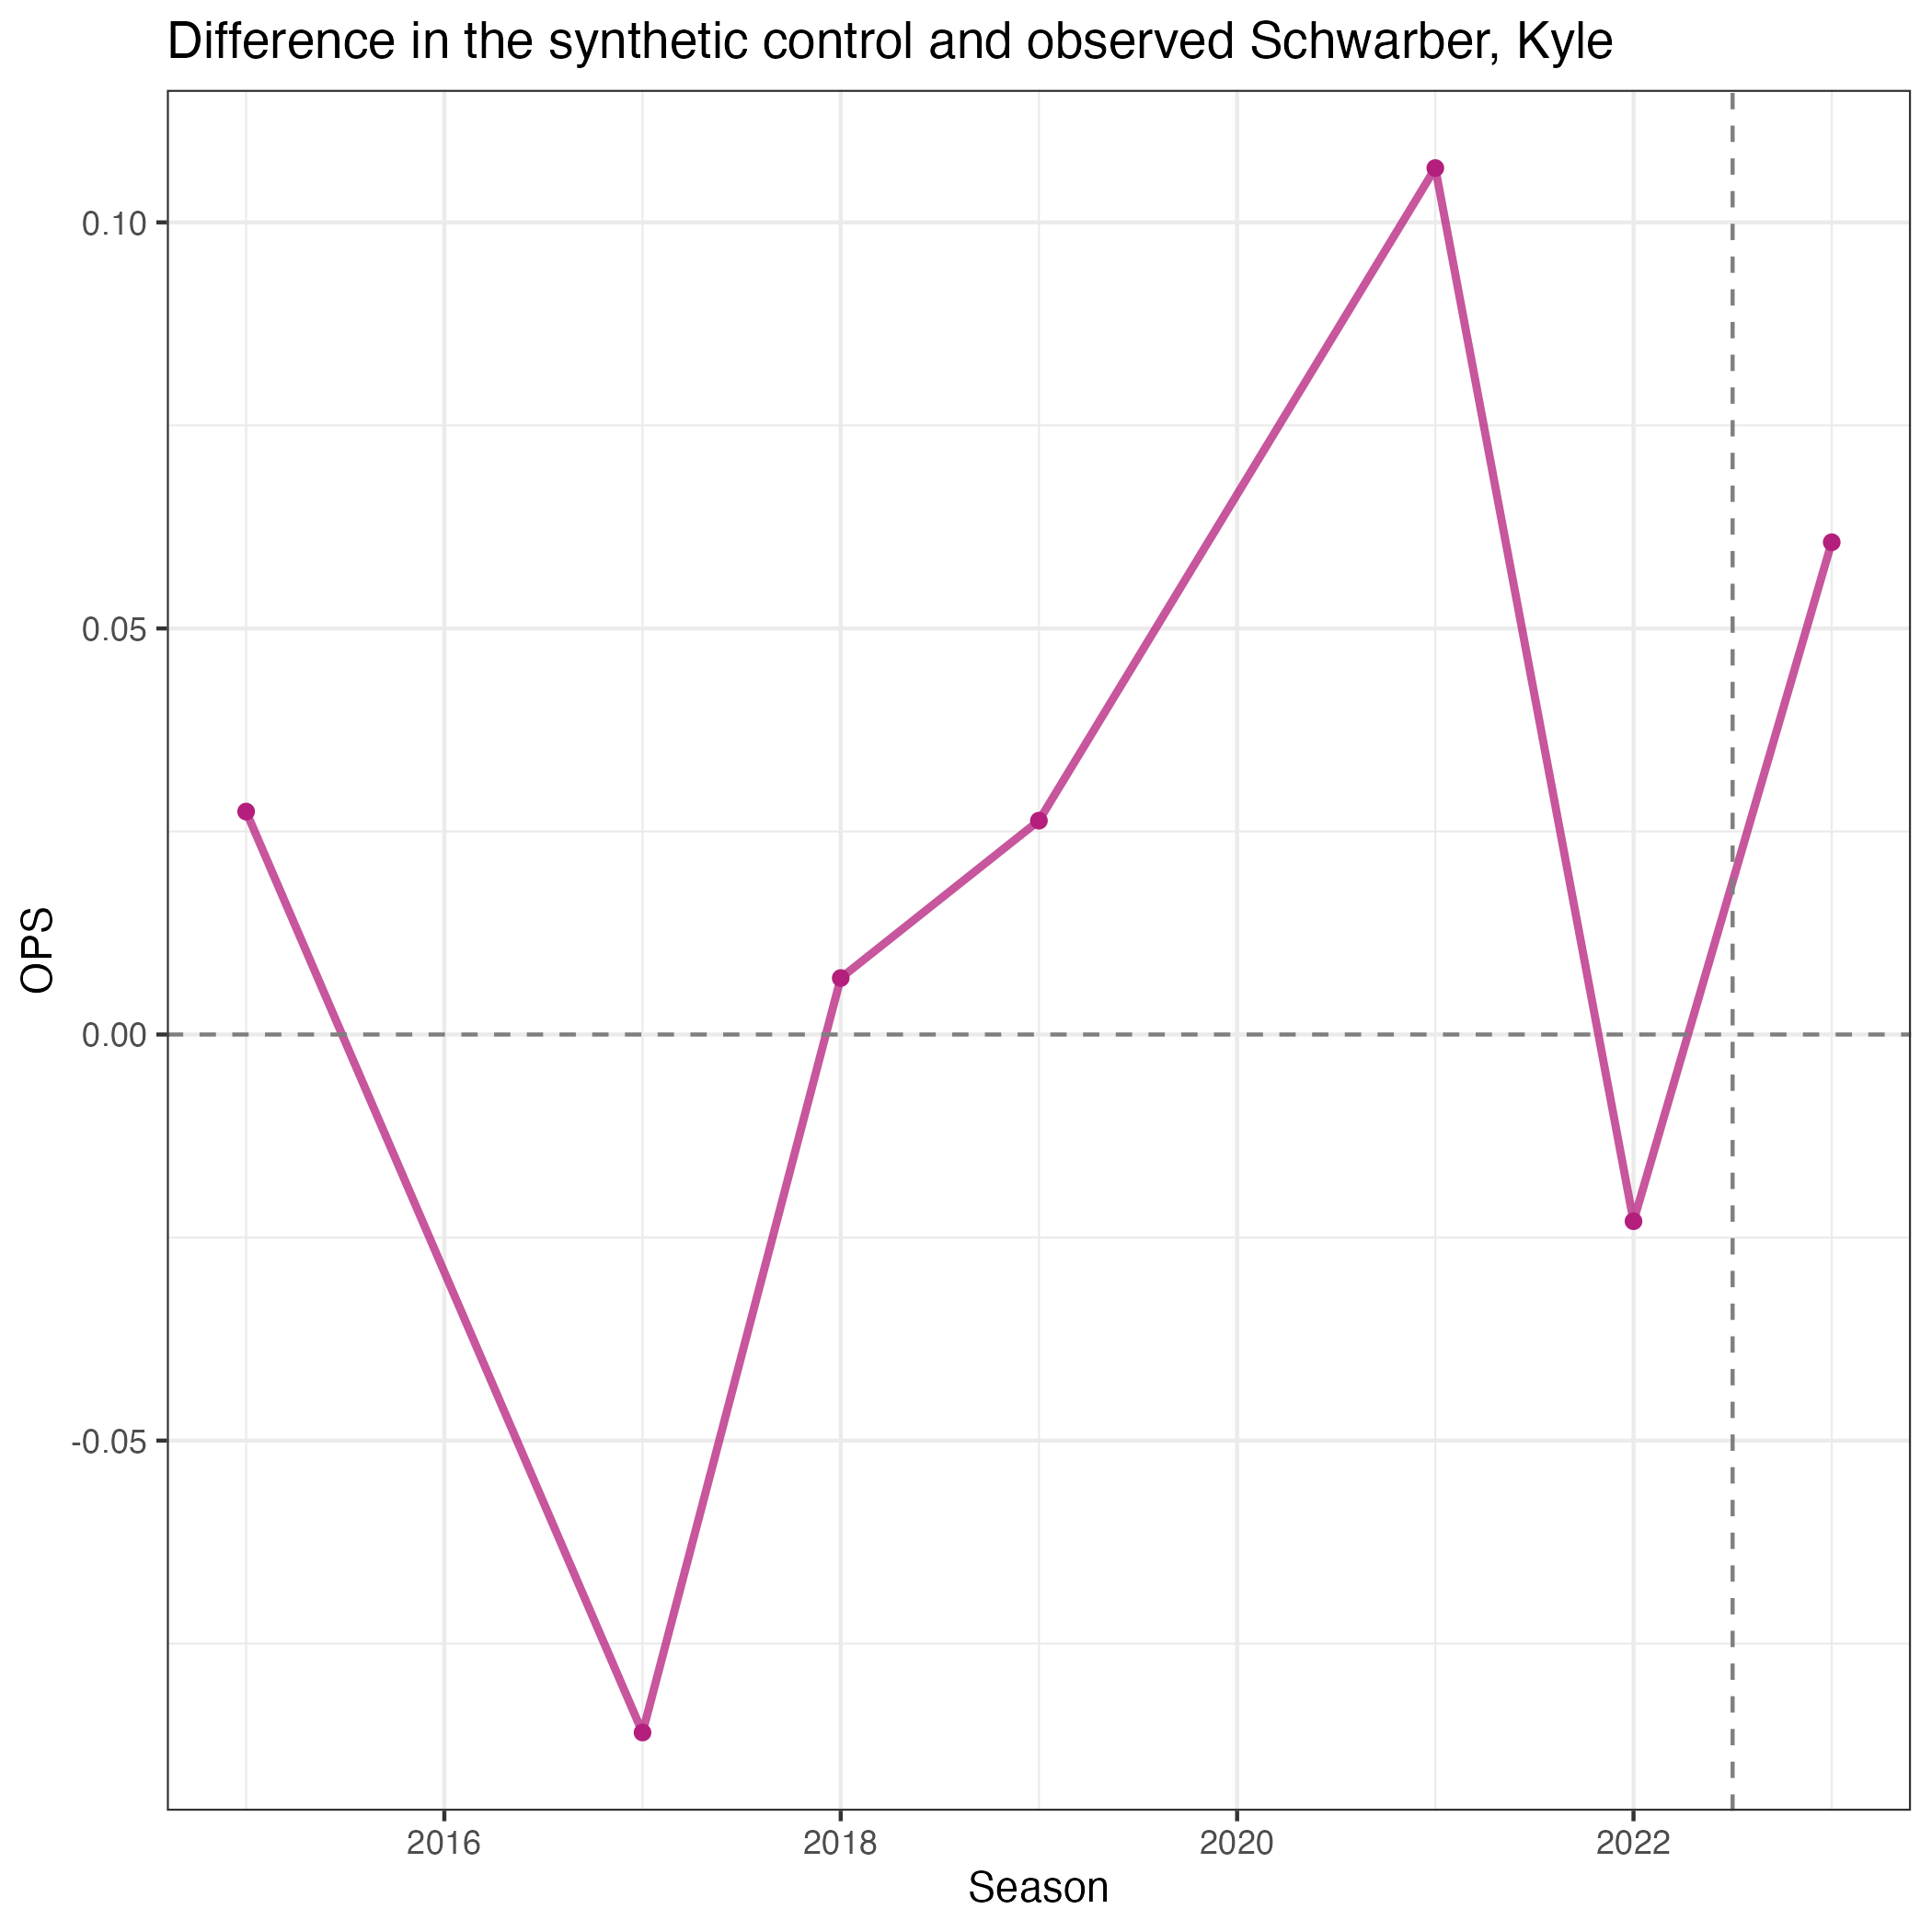 Difference in the synthetic control and observed Schwarber, Kyle
0.10
0.05
0.00
-0.05
OPS
2016
2018
2020
2022
Season